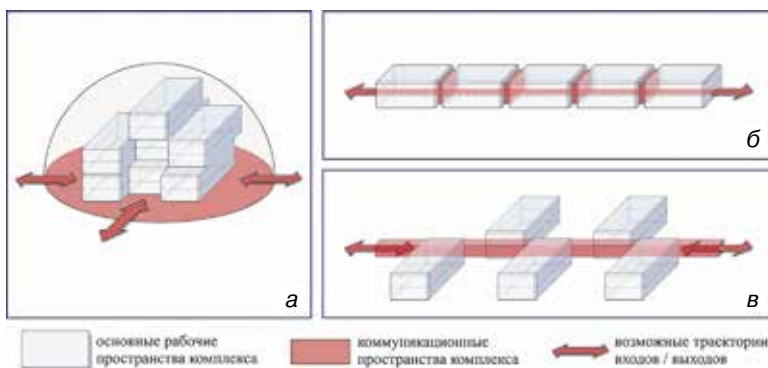 а
б
в
основные рабочие
пространства комплекса
коммуникационные
пространства комплекса
возможные траектории
входов / выходов